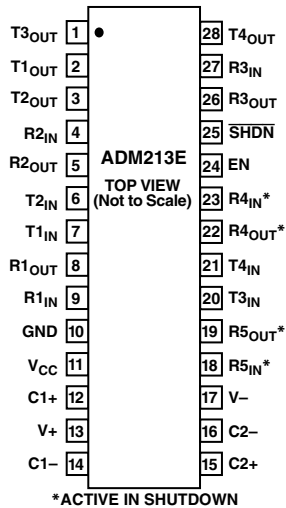 T3OUT 1 28 T4OUT
T1OUT 2 27 R3IN
T2OUT 3 26 R3OUT
R2IN 4 25 SHDN
R2OUT 5 24 EN
ADM213E
TOP VIEW
(Not to Scale)
T2IN 6 23 R4IN*
T1IN 7 22 R4OUT*
R1OUT 8 21 T4IN
R1IN 9 20 T3IN
GND 10 19 R5OUT*
VCC 11 18 R5IN*
C1+ 12 17 V–
V+ 13 16 C2–
C1– 14 15 C2+
*ACTIVE IN SHUTDOWN